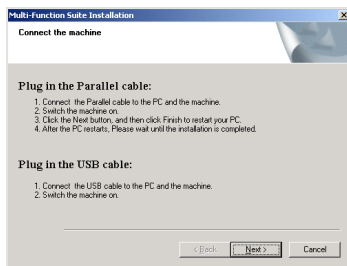 Multi-Function Suite Installation
Connect the machine
Plug in the Parallel cable:
1. Connect the Parallel cable to the PC and the machine.
2. Switch the machine on.
3. Click the Next button, and then click Finish to restart your PC.
4. After the PC restarts, Please wait until the installation is completed.
Plug in the USB cable:
1. Connect the USB cable to the PC and the machine.
2. Switch the machine on.
< Back Next > Cancel